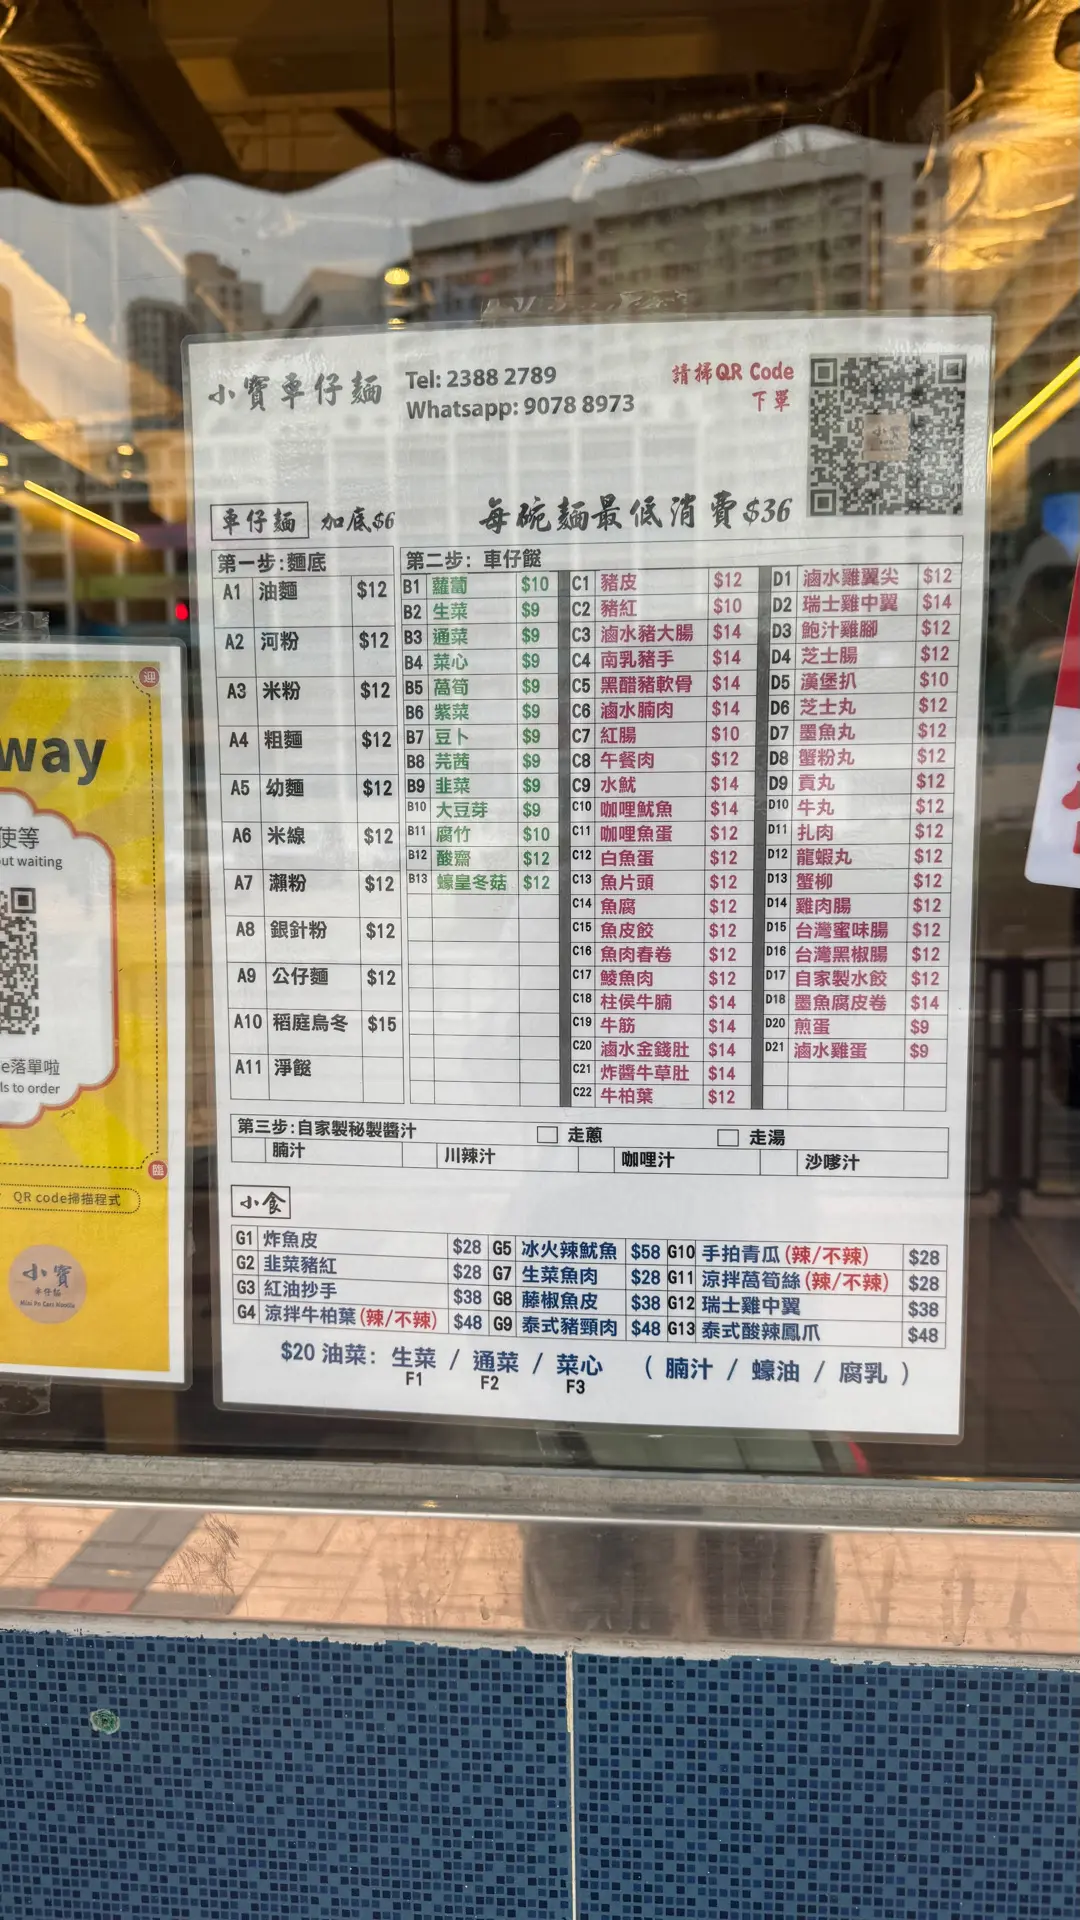 小寶車仔麵
Tel: 2388 2789
Whatsapp: 9078 8973
請掃QR Code
下單
車仔麵 加底$6
每碗麵最低消費$36
第一步:麵底
A1 油麵 $12
A2 河粉 $12
A3 米粉 $12
A4 粗麵 $12
A5 幼麵 $12
A6 米線 $12
A7 瀨粉 $12
A8 銀針粉 $12
A9 公仔麵 $12
A10 稻庭烏冬 $15
A11 淨餸
第二步: 車仔餸
B1 蘿蔔 $10
B2 生菜 $9
B3 通菜 $9
B4 菜心 $9
B5 萵筍 $9
B6 紫菜 $9
B7 豆卜 $9
B8 芫茜 $9
B9 韭菜 $9
B10 大豆芽 $9
B11 腐竹 $10
B12 酸齋 $12
B13 蠔皇冬菇 $12
C1 豬皮 $12
C2 豬紅 $10
C3 滷水豬大腸 $14
C4 南乳豬手 $14
C5 黑醋豬軟骨 $14
C6 滷水腩肉 $14
C7 紅腸 $10
C8 午餐肉 $12
C9 水魷 $14
C10 咖哩魷魚 $14
C11 咖哩魚蛋 $12
C12 白魚蛋 $12
C13 魚片頭 $12
C14 魚腐 $12
C15 魚皮餃 $12
C16 魚肉春卷 $12
C17 鯪魚肉 $12
C18 柱侯牛腩 $14
C19 牛筋 $14
C20 滷水金錢肚 $14
C21 炸醬牛草肚 $14
C22 牛柏葉 $12
D1 滷水雞翼尖 $12
D2 瑞士雞中翼 $14
D3 鮑汁雞腳 $12
D4 芝士腸 $12
D5 漢堡扒 $10
D6 芝士丸 $12
D7 墨魚丸 $12
D8 蟹粉丸 $12
D9 貢丸 $12
D10 牛丸 $12
D11 扎肉 $12
D12 龍蝦丸 $12
D13 蟹柳 $12
D14 雞肉腸 $12
D15 台灣蜜味腸 $12
D16 台灣黑椒腸 $12
D17 自家製水餃 $12
D18 墨魚腐皮卷 $14
D20 煎蛋 $9
D21 滷水雞蛋 $9
第三步:自家製秘製醬汁 走蔥 走湯
腩汁 川辣汁 咖哩汁 沙嗲汁
小食
G1 炸魚皮 $28 G5 冰火辣魷魚 $58 G10 手拍青瓜(辣/不辣) $28
G2 韭菜豬紅 $28 G7 生菜魚肉 $28 G11 涼拌萵筍絲(辣/不辣) $28
G3 紅油抄手 $38 G8 藤椒魚皮 $38 G12 瑞士雞中翼 $38
G4 涼拌牛柏葉(辣/不辣) $48 G9 泰式豬頸肉 $48 G13 泰式酸辣鳳爪 $48
$20 油菜: 生菜 / 通菜 / 菜心 ( 腩汁 / 蠔油 / 腐乳 )
F1 F2 F3
迎
way
使等
out waiting
e落單啦
ls to order
臨
QR code掃描程式
小寶
車仔麵